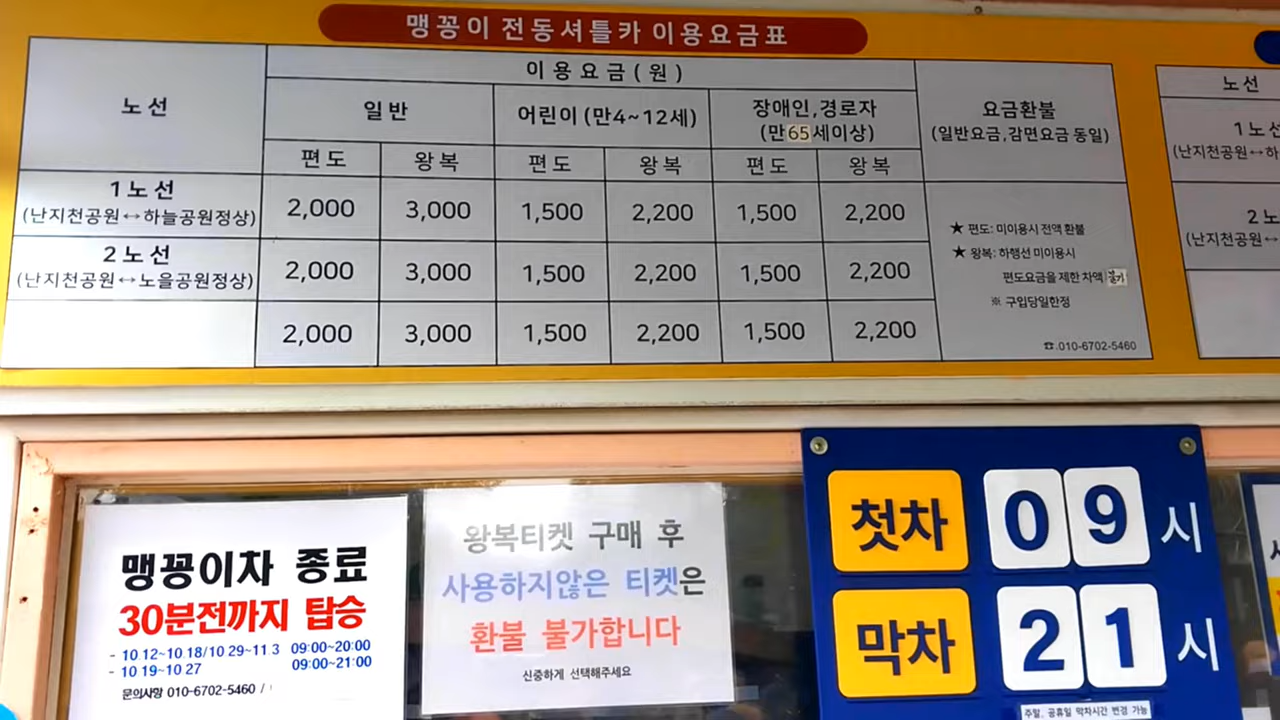 맹꽁이 전동셔틀카 이용요금표
노선
이용요금(원)
일반
어린이(만4~12세)
장애인,경로자
(만65세이상)
요금환불
(일반요금,감면요금 동일)
편도 왕복 편도 왕복 편도 왕복
1노선
(난지천공원↔하늘공원정상)
2,000 3,000 1,500 2,200 1,500 2,200
2노선
(난지천공원↔노을공원정상)
2,000 3,000 1,500 2,200 1,500 2,200
2,000 3,000 1,500 2,200 1,500 2,200
★ 편도: 미이용시 전액 환불
★ 왕복: 하행선 미이용시
편도요금을 제한 차액 불가
※ 구입당일한정
☎.010-6702-5460
노선
1노선
(난지천공원↔
2노
(난지천공원↔
맹꽁이차 종료
30분전까지 탑승
- 10.12~10.18/10.29~11.3 09:00~20:00
- 10.19~10.27 09:00~21:00
문의사항 010-6702-5460 /
왕복티켓 구매 후
사용하지않은 티켓은
환불 불가합니다
신중하게 선택해주세요
첫차 09시
막차 21시
주말, 공휴일 막차시간 변경 가능